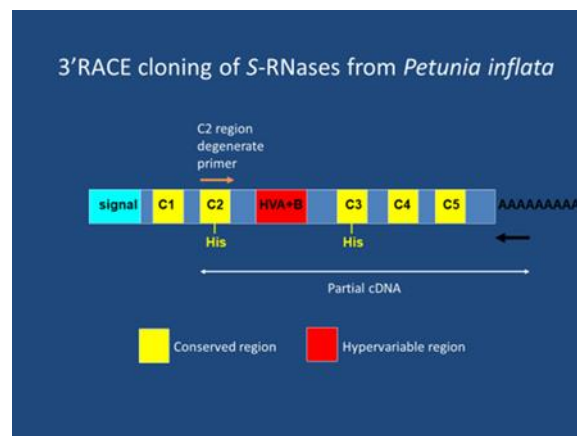 3'RACE cloning of S-RNases from Petunia inflata
C2 region
degenerate
primer
signal C1 C2 HVA+B C3 C4 C5 AAAAAAAAA
His His
Partial cDNA
Conserved region Hypervariable region